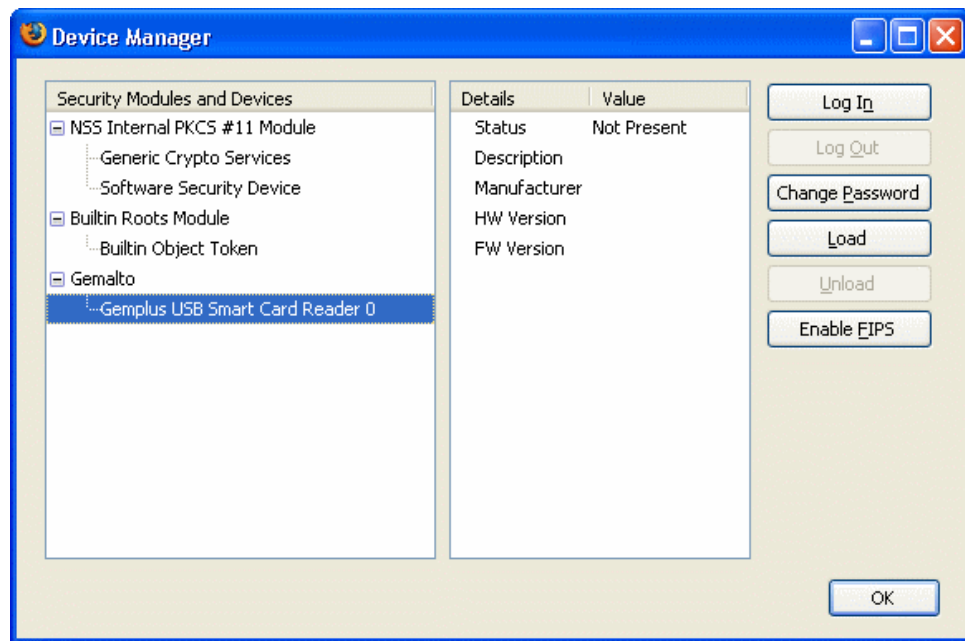 Device Manager
Security Modules and Devices
NSS Internal PKCS #11 Module
Generic Crypto Services
Software Security Device
Builtin Roots Module
Builtin Object Token
Gemalto
Gemplus USB Smart Card Reader 0
Details Value
Status Not Present
Description
Manufacturer
HW Version
FW Version
Log In
Log Out
Change Password
Load
Unload
Enable FIPS
OK